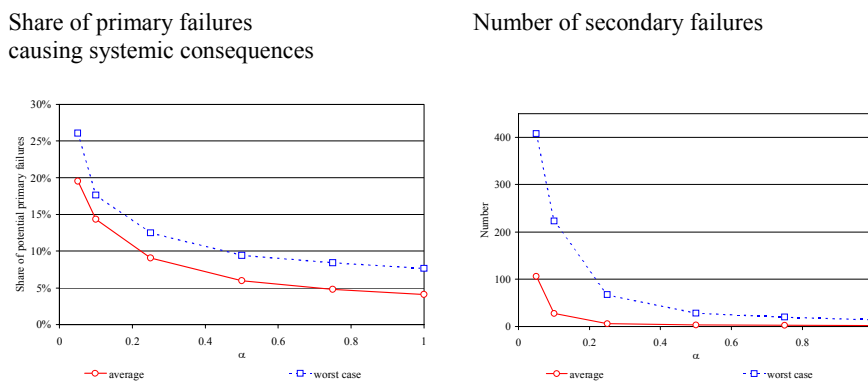 Share of primary failures
causing systemic consequences
Number of secondary failures
30%
25%
20%
15%
10%
5%
0%
Share of potential primary failures
0 0.2 0.4 0.6 0.8 1
α
average worst case
400
300
200
100
0
Number
0 0.2 0.4 0.6 0.8
α
average worst case